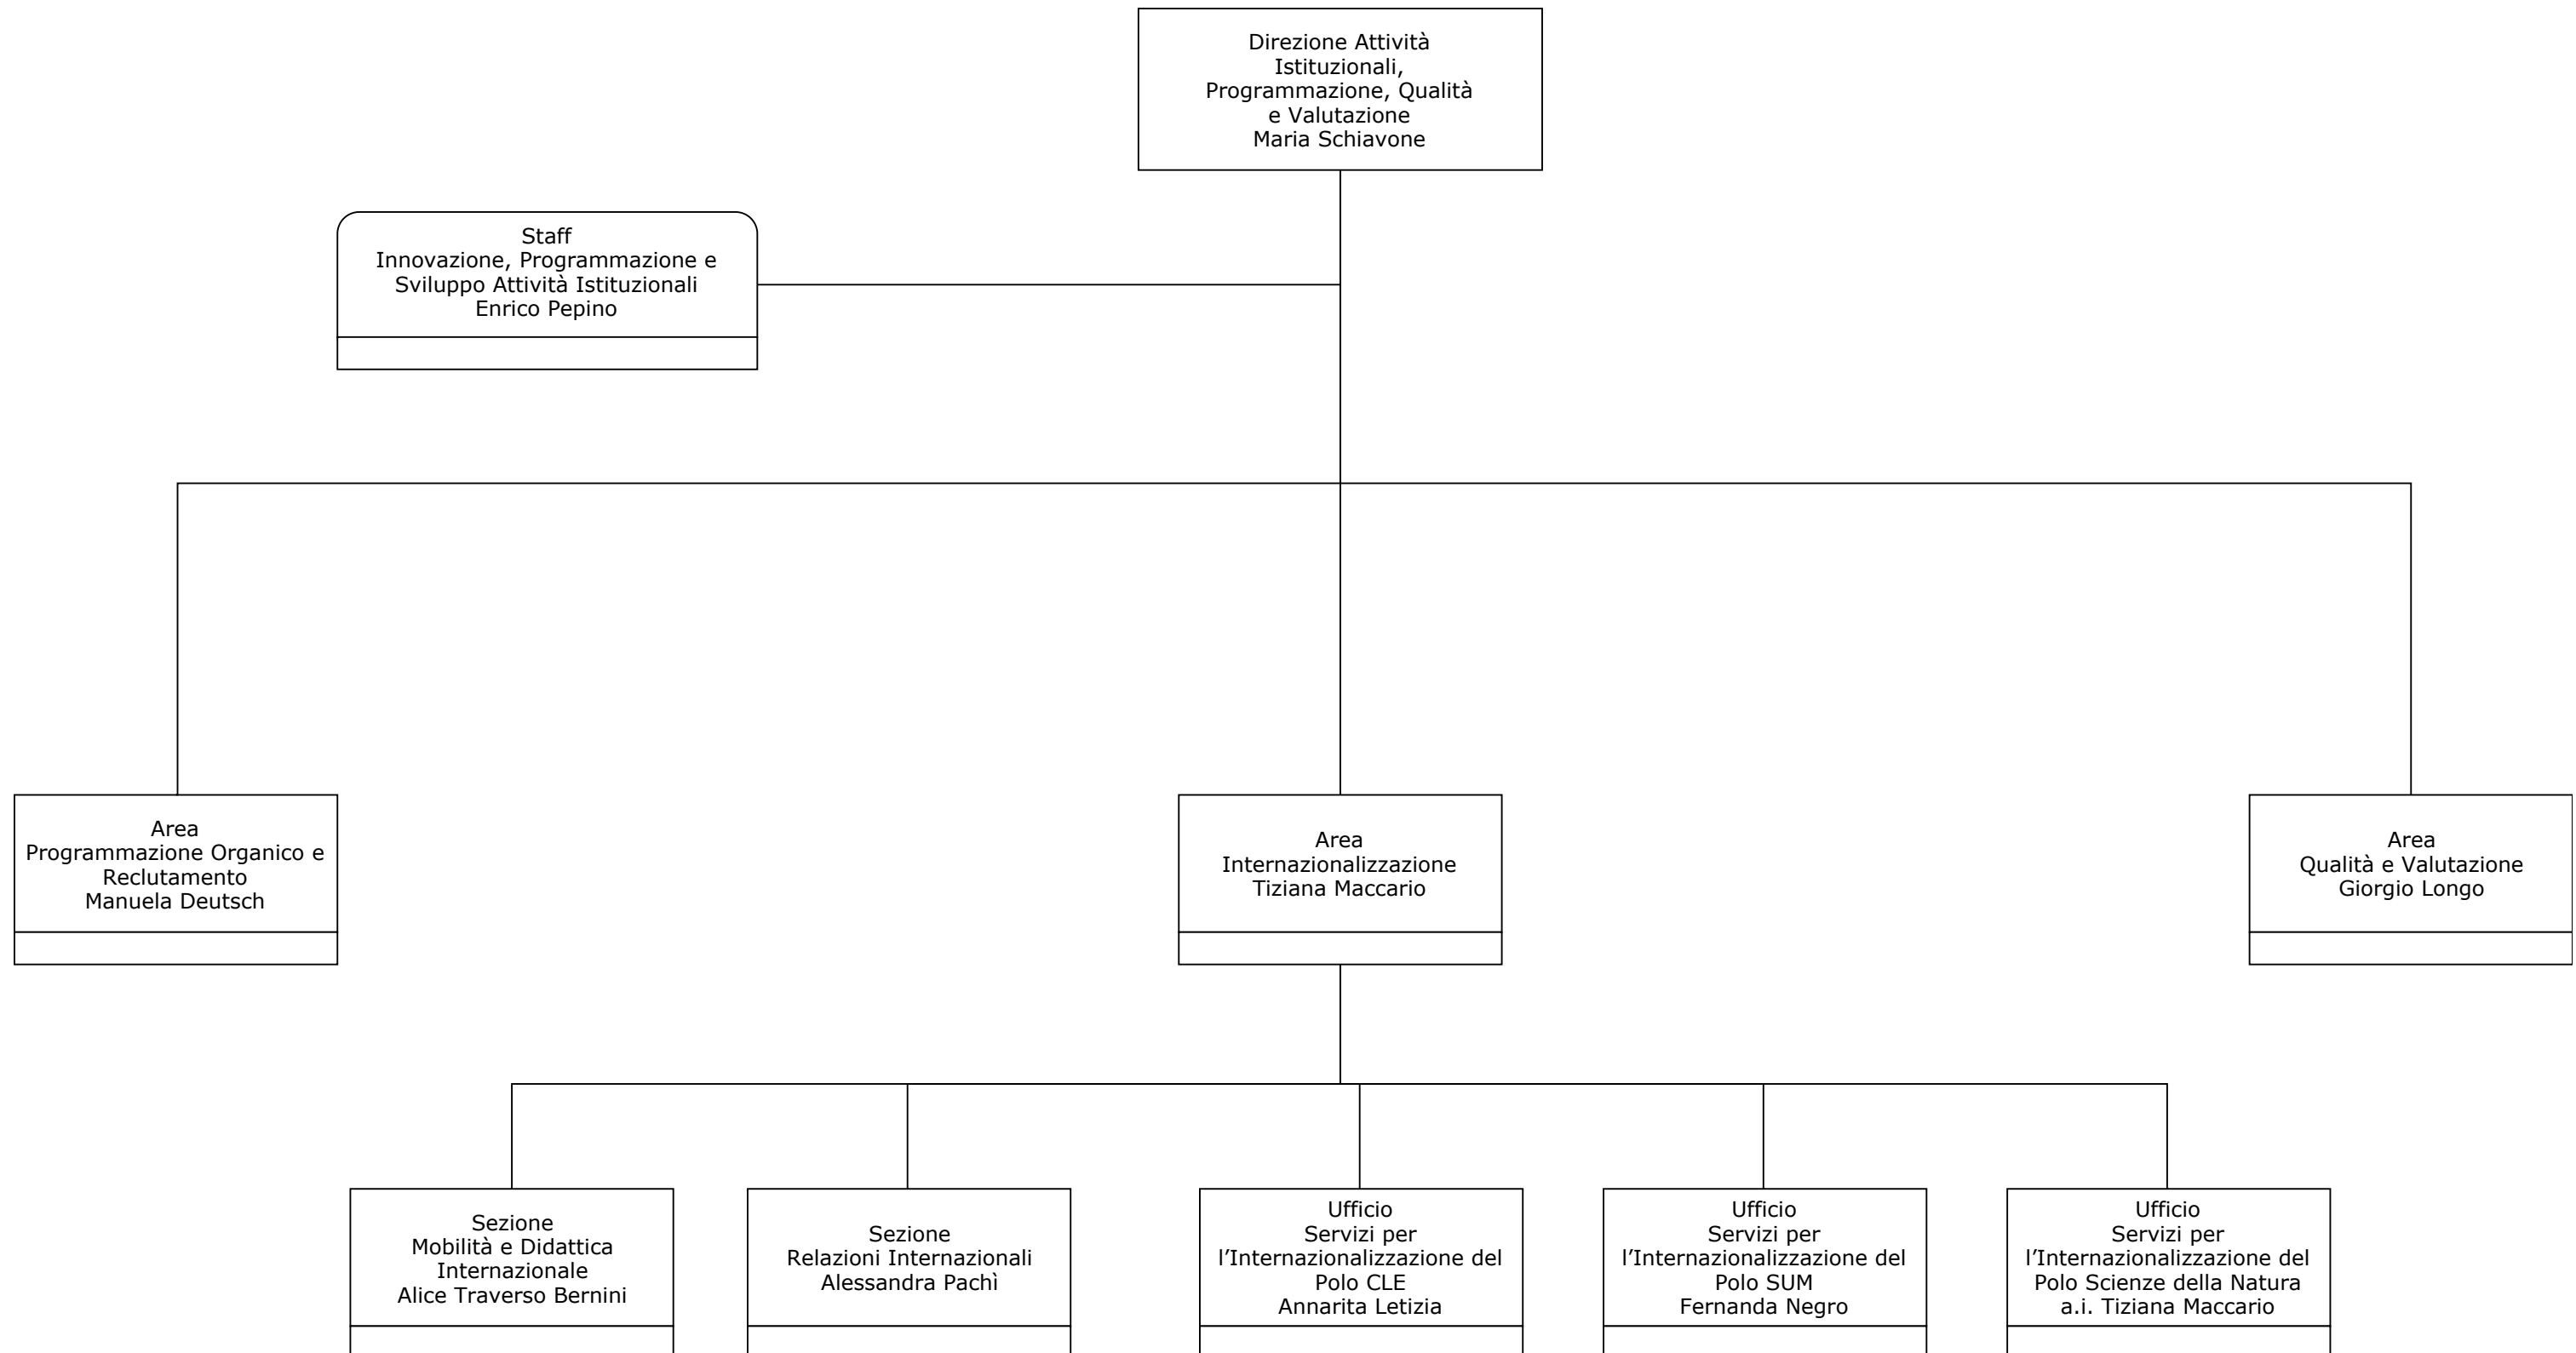 Direzione Attività
Istituzionali,
Programmazione, Qualità
e Valutazione
Maria Schiavone
Staff
Innovazione, Programmazione e
Sviluppo Attività Istituzionali
Enrico Pepino
Area
Programmazione Organico e
Reclutamento
Manuela Deutsch
Area
Internazionalizzazione
Tiziana Maccario
Area
Qualità e Valutazione
Giorgio Longo
Sezione
Mobilità e Didattica
Internazionale
Alice Traverso Bernini
Sezione
Relazioni Internazionali
Alessandra Pachì
Ufficio
Servizi per
l’Internazionalizzazione del
Polo CLE
Annarita Letizia
Ufficio
Servizi per
l’Internazionalizzazione del
Polo SUM
Fernanda Negro
Ufficio
Servizi per
l’Internazionalizzazione del
Polo Scienze della Natura
a.i. Tiziana Maccario